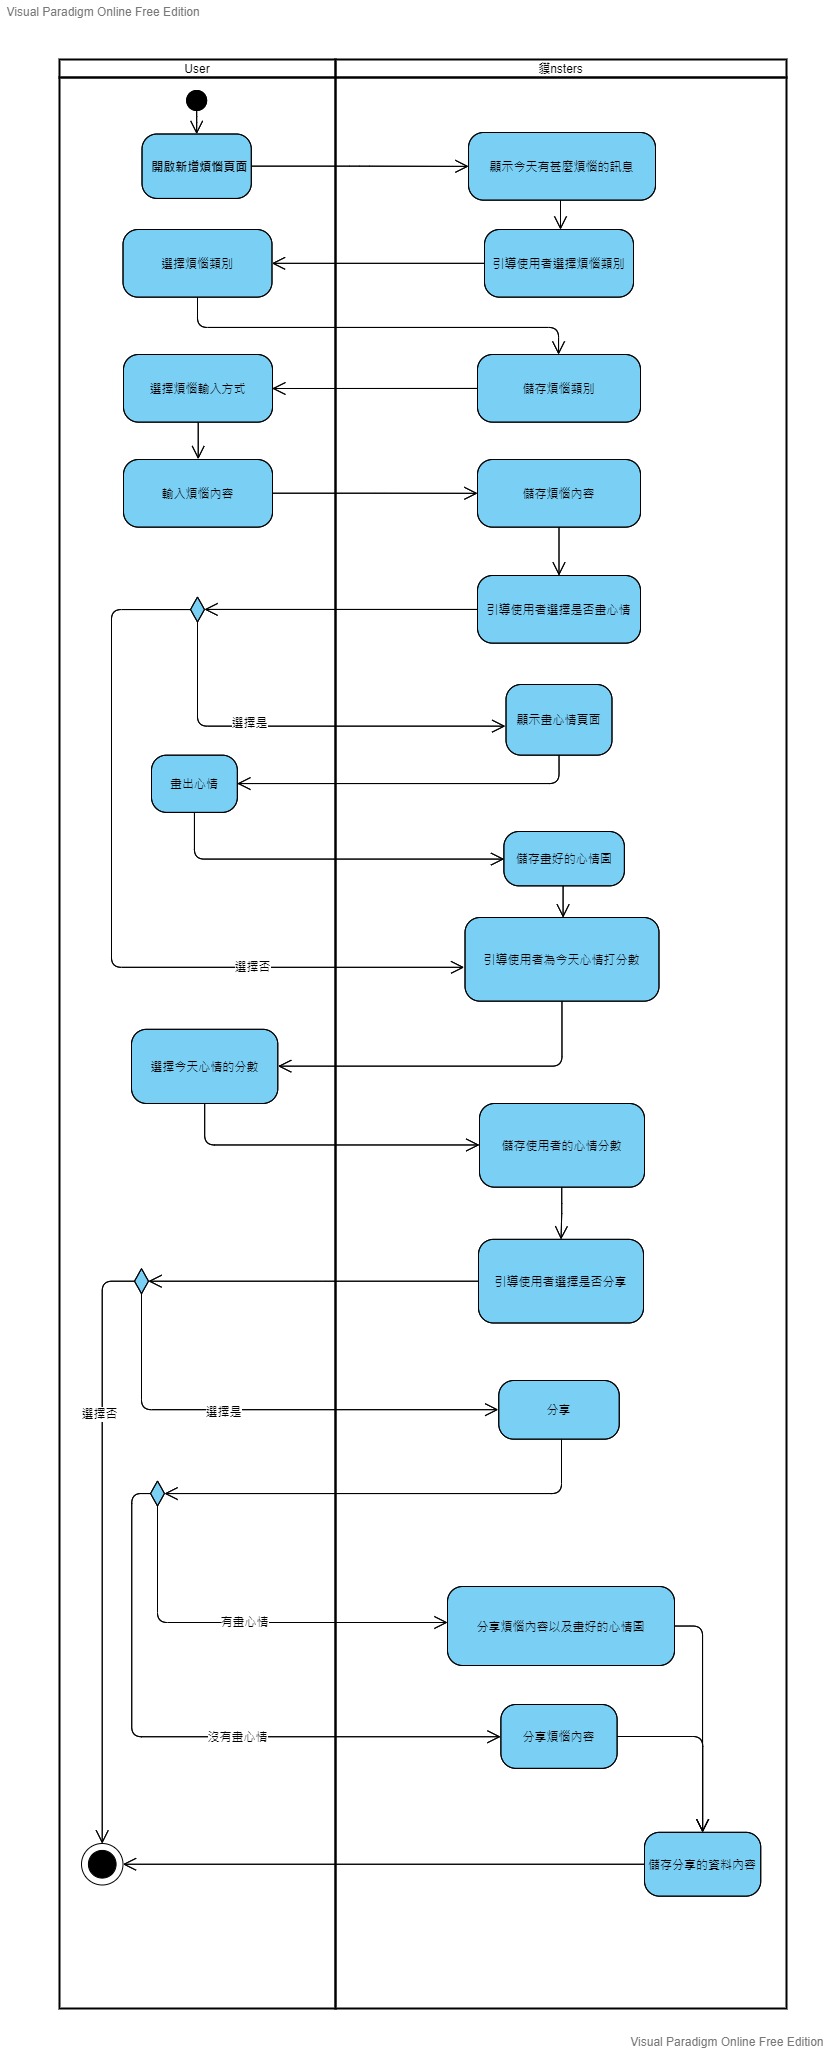 Visual Paradigm Online Free Edition
User
貘nsters
開啟新增煩惱頁面
顯示今天有甚麼煩惱的訊息
選擇煩惱類別
引導使用者選擇煩惱類別
選擇煩惱輸入方式
儲存煩惱類別
輸入煩惱內容
儲存煩惱內容
引導使用者選擇是否畫心情
選擇是
顯示畫心情頁面
畫出心情
儲存畫好的心情圖
選擇否
引導使用者為今天心情打分數
選擇今天心情的分數
儲存使用者的心情分數
引導使用者選擇是否分享
選擇否
選擇是
分享
有畫心情
分享煩惱內容以及畫好的心情圖
沒有畫心情
分享煩惱內容
儲存分享的資料內容
Visual Paradigm Online Free Edition